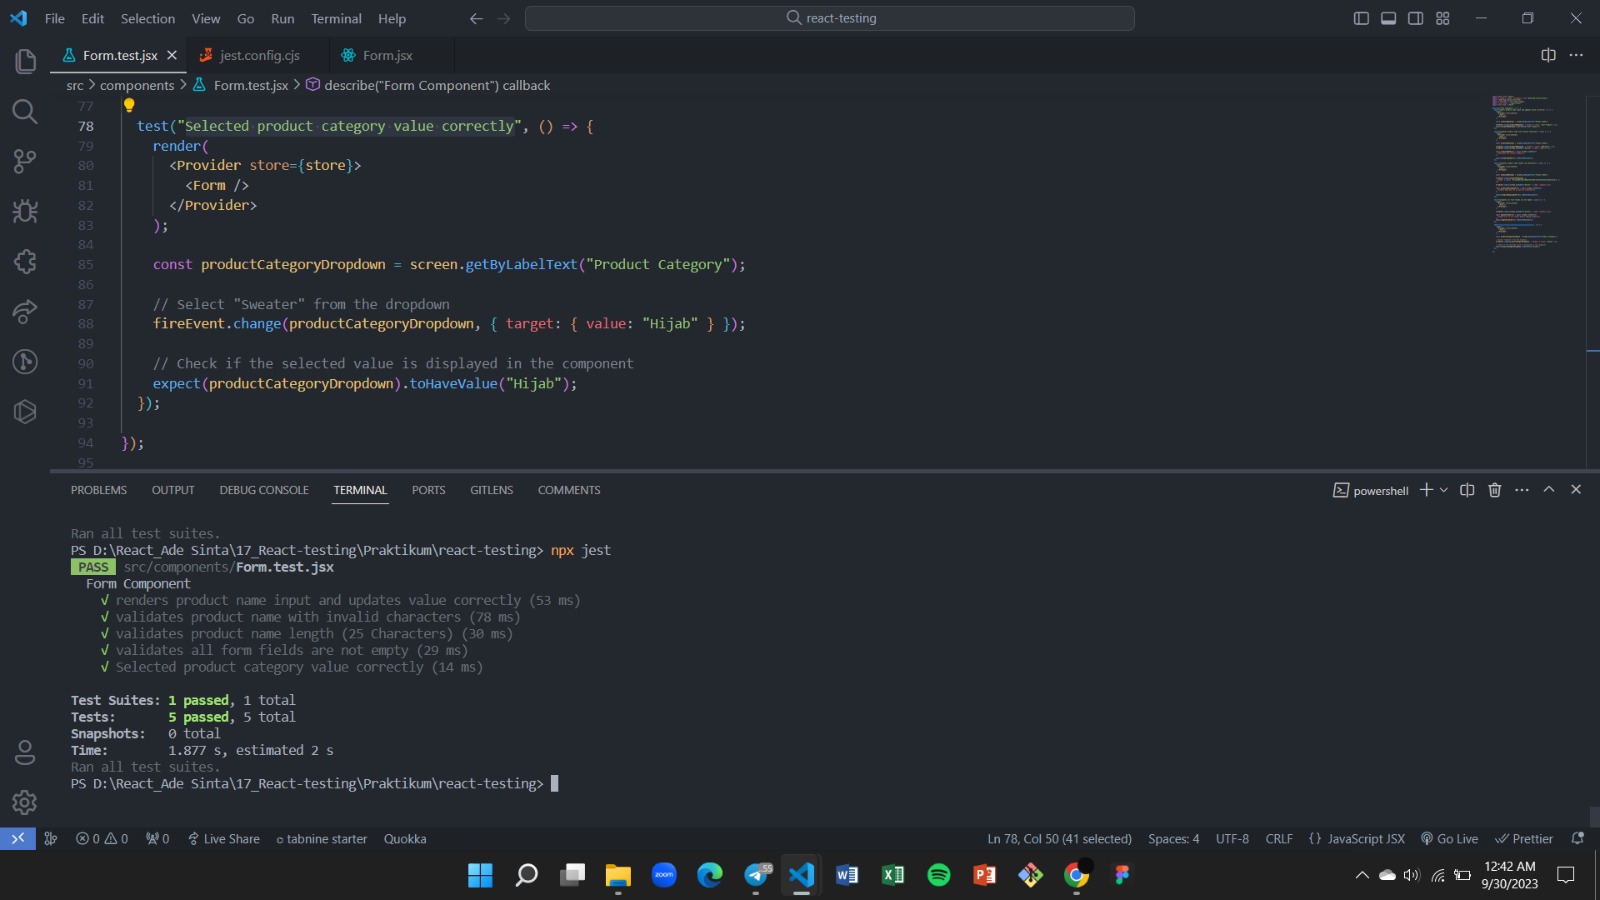 File Edit Selection View Go Run Terminal Help
react-testing
Form.test.jsx jest.config.cjs Form.jsx
src > components > Form.test.jsx > describe("Form Component") callback
77
78 test("Selected product category value correctly", () => {
79 render(
80 <Provider store={store}>
81 <Form />
82 </Provider>
83 );
84
85 const productCategoryDropdown = screen.getByLabelText("Product Category");
86
87 // Select "Sweater" from the dropdown
88 fireEvent.change(productCategoryDropdown, { target: { value: "Hijab" } });
89
90 // Check if the selected value is displayed in the component
91 expect(productCategoryDropdown).toHaveValue("Hijab");
92 });
93
94 });
95
PROBLEMS OUTPUT DEBUG CONSOLE TERMINAL PORTS GITLENS COMMENTS
powershell
Ran all test suites.
PS D:\React_Ade Sinta\17_React-testing\Praktikum\react-testing> npx jest
PASS src/components/Form.test.jsx
Form Component
√ renders product name input and updates value correctly (53 ms)
√ validates product name with invalid characters (78 ms)
√ validates product name length (25 Characters) (30 ms)
√ validates all form fields are not empty (29 ms)
√ Selected product category value correctly (14 ms)
Test Suites: 1 passed, 1 total
Tests: 5 passed, 5 total
Snapshots: 0 total
Time: 1.877 s, estimated 2 s
Ran all test suites.
PS D:\React_Ade Sinta\17_React-testing\Praktikum\react-testing>
0 0 0 Live Share tabnine starter Quokka
Ln 78, Col 50 (41 selected) Spaces: 4 UTF-8 CRLF {} JavaScript JSX Go Live Prettier
zoom
55
12:42 AM
9/30/2023